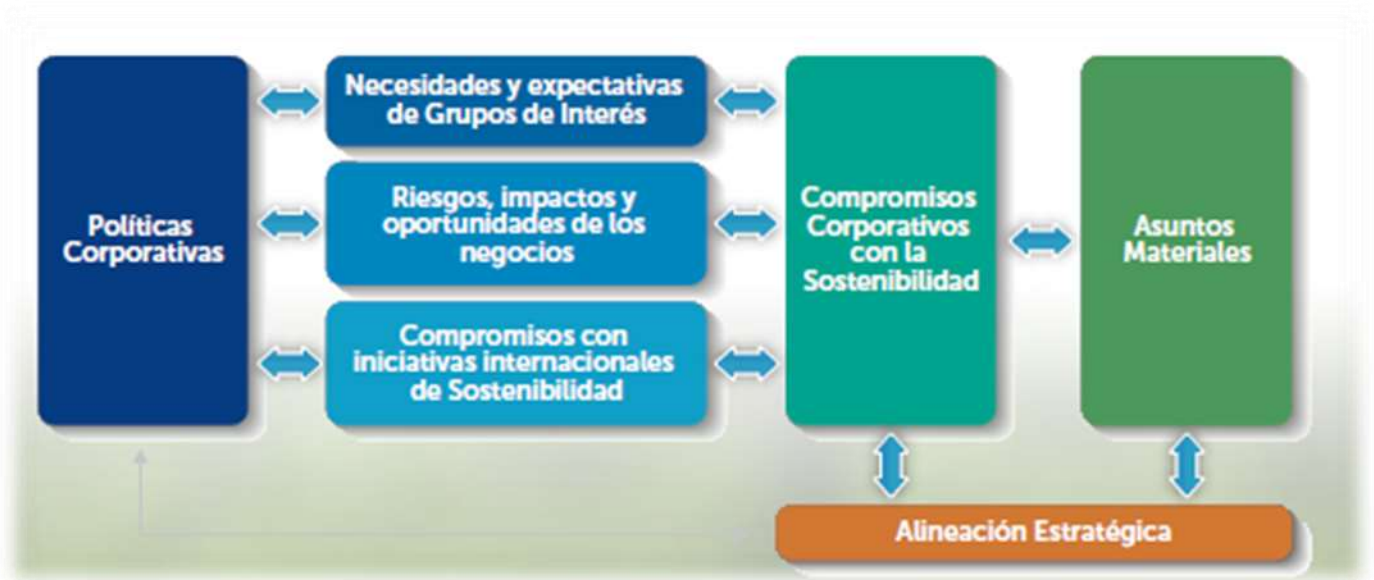 Políticas
Corporativas
Necesidades y expectativas
de Grupos de Interés
Riesgos, impactos y
oportunidades de los
negocios
Compromisos con
iniciativas internacionales
de Sostenibilidad
Compromisos
Corporativos
con la
Sostenibilidad
Asuntos
Materiales
Alineación Estratégica